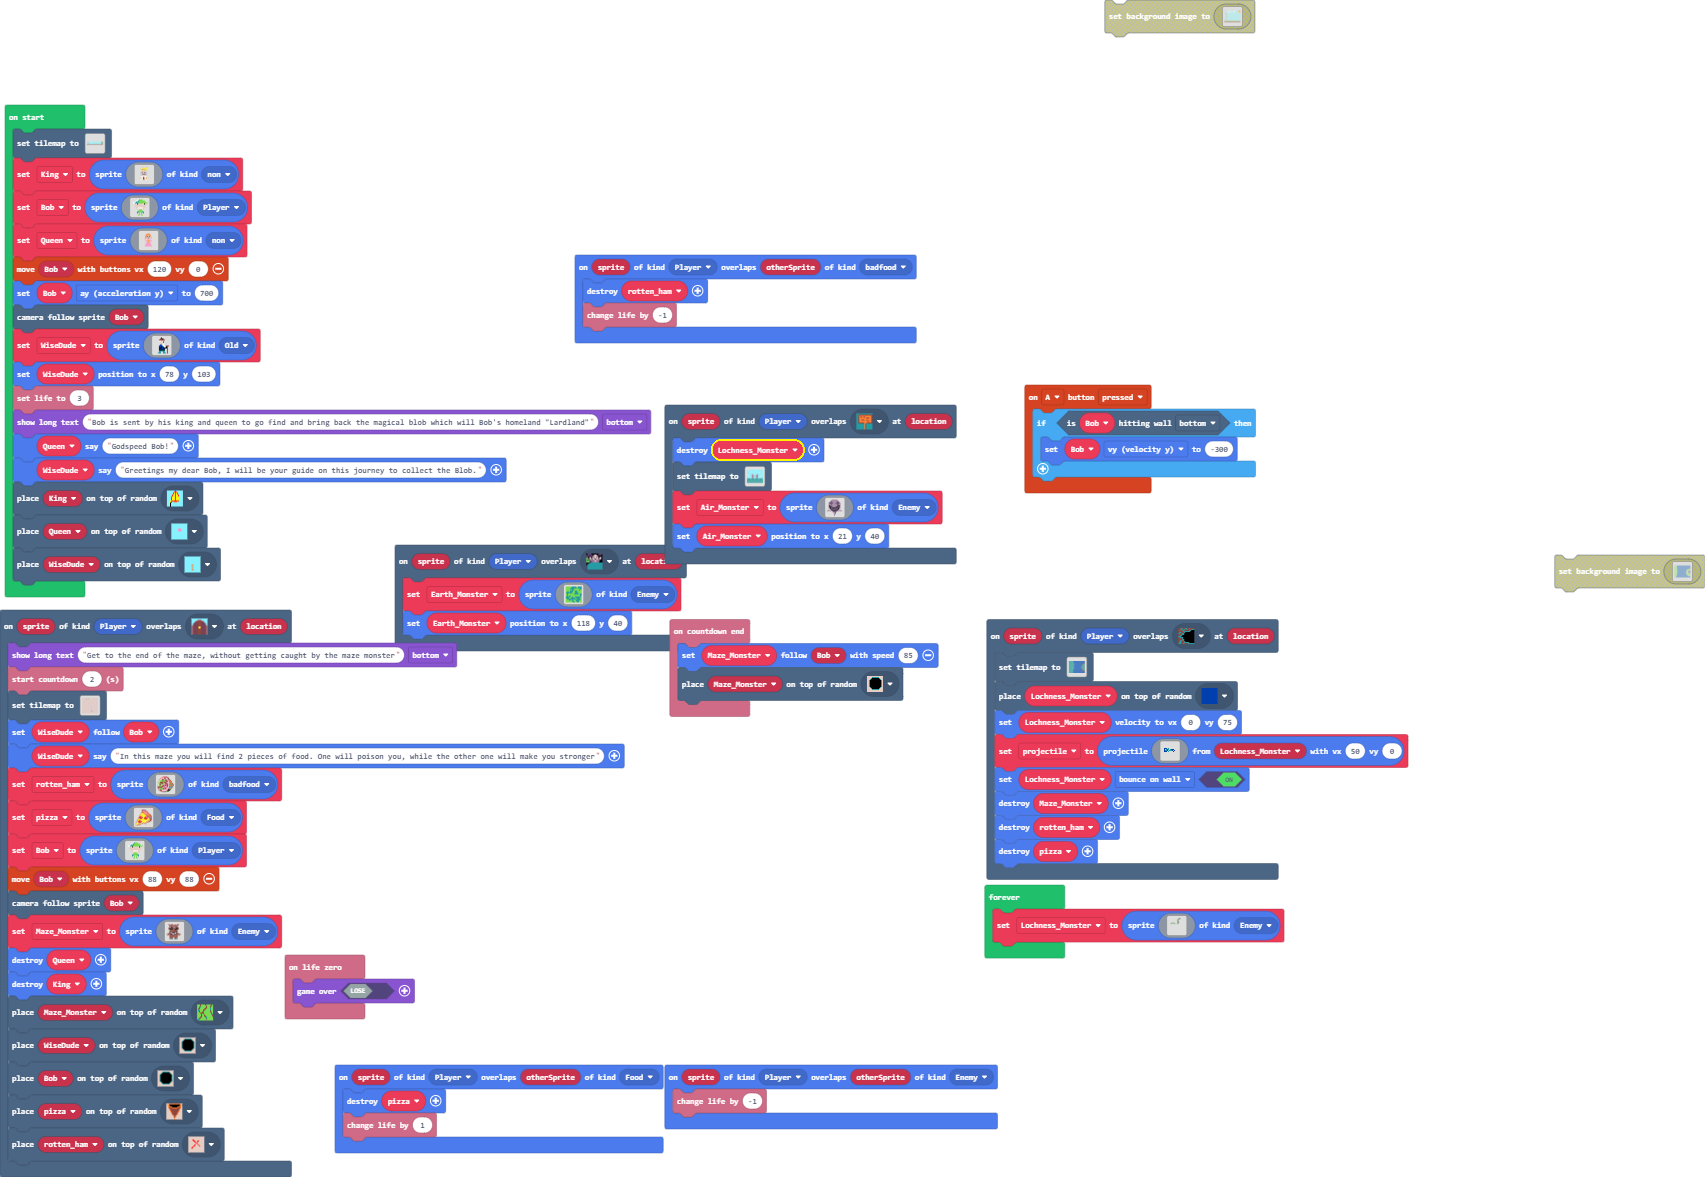 set background image to
on start
set tilemap to
set King to sprite of kind non
set Bob to sprite of kind Player
set Queen to sprite of kind non
move Bob with buttons vx 120 vy 0
set Bob ay (acceleration y) to 700
camera follow sprite Bob
set WiseDude to sprite of kind Old
set WiseDude position to x 78 y 103
set life to 3
show long text "Bob is sent by his king and queen to go find and bring back the magical blob which will Bob's homeland "Lardland"" bottom
Queen say "Godspeed Bob!"
WiseDude say "Greetings my dear Bob, I will be your guide on this journey to collect the Blob."
place King on top of random
place Queen on top of random
place WiseDude on top of random
on sprite of kind Player overlaps otherSprite of kind badfood
destroy rotten_ham
change life by -1
on sprite of kind Player overlaps at location
destroy Lochness_Monster
set tilemap to
set Air_Monster to sprite of kind Enemy
set Air_Monster position to x 21 y 40
on A button pressed
if is Bob hitting wall bottom then
set Bob vy (velocity y) to -300
on sprite of kind Player overlaps at locat
set Earth_Monster to sprite of kind Enemy
set Earth_Monster position to x 118 y 40
set background image to
on sprite of kind Player overlaps at location
show long text "Get to the end of the maze, without getting caught by the maze monster" bottom
start countdown 2 (s)
set tilemap to
set WiseDude follow Bob
WiseDude say "In this maze you will find 2 pieces of food. One will poison you, while the other one will make you stronger"
set rotten_ham to sprite of kind badfood
set pizza to sprite of kind Food
set Bob to sprite of kind Player
move Bob with buttons vx 88 vy 88
camera follow sprite Bob
set Maze_Monster to sprite of kind Enemy
destroy Queen
destroy King
place Maze_Monster on top of random
place WiseDude on top of random
place Bob on top of random
place pizza on top of random
place rotten_ham on top of random
on countdown end
set Maze_Monster follow Bob with speed 85
place Maze_Monster on top of random
on sprite of kind Player overlaps at location
set tilemap to
place Lochness_Monster on top of random
set Lochness_Monster velocity to vx 0 vy 75
set projectile to projectile from Lochness_Monster with vx 50 vy 0
set Lochness_Monster bounce on wall ON
destroy Maze_Monster
destroy rotten_ham
destroy pizza
forever
set Lochness_Monster to sprite of kind Enemy
on life zero
game over LOSE
on sprite of kind Player overlaps otherSprite of kind Food
destroy pizza
change life by 1
on sprite of kind Player overlaps otherSprite of kind Enemy
change life by -1